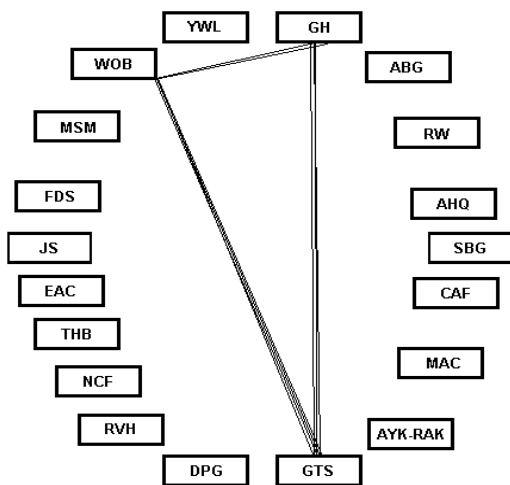 YWL
GH
WOB
ABG
MSM
RW
FDS
AHQ
JS
SBG
EAC
CAF
THB
MAC
NCF
RVH
AYK-RAK
DPG
GTS